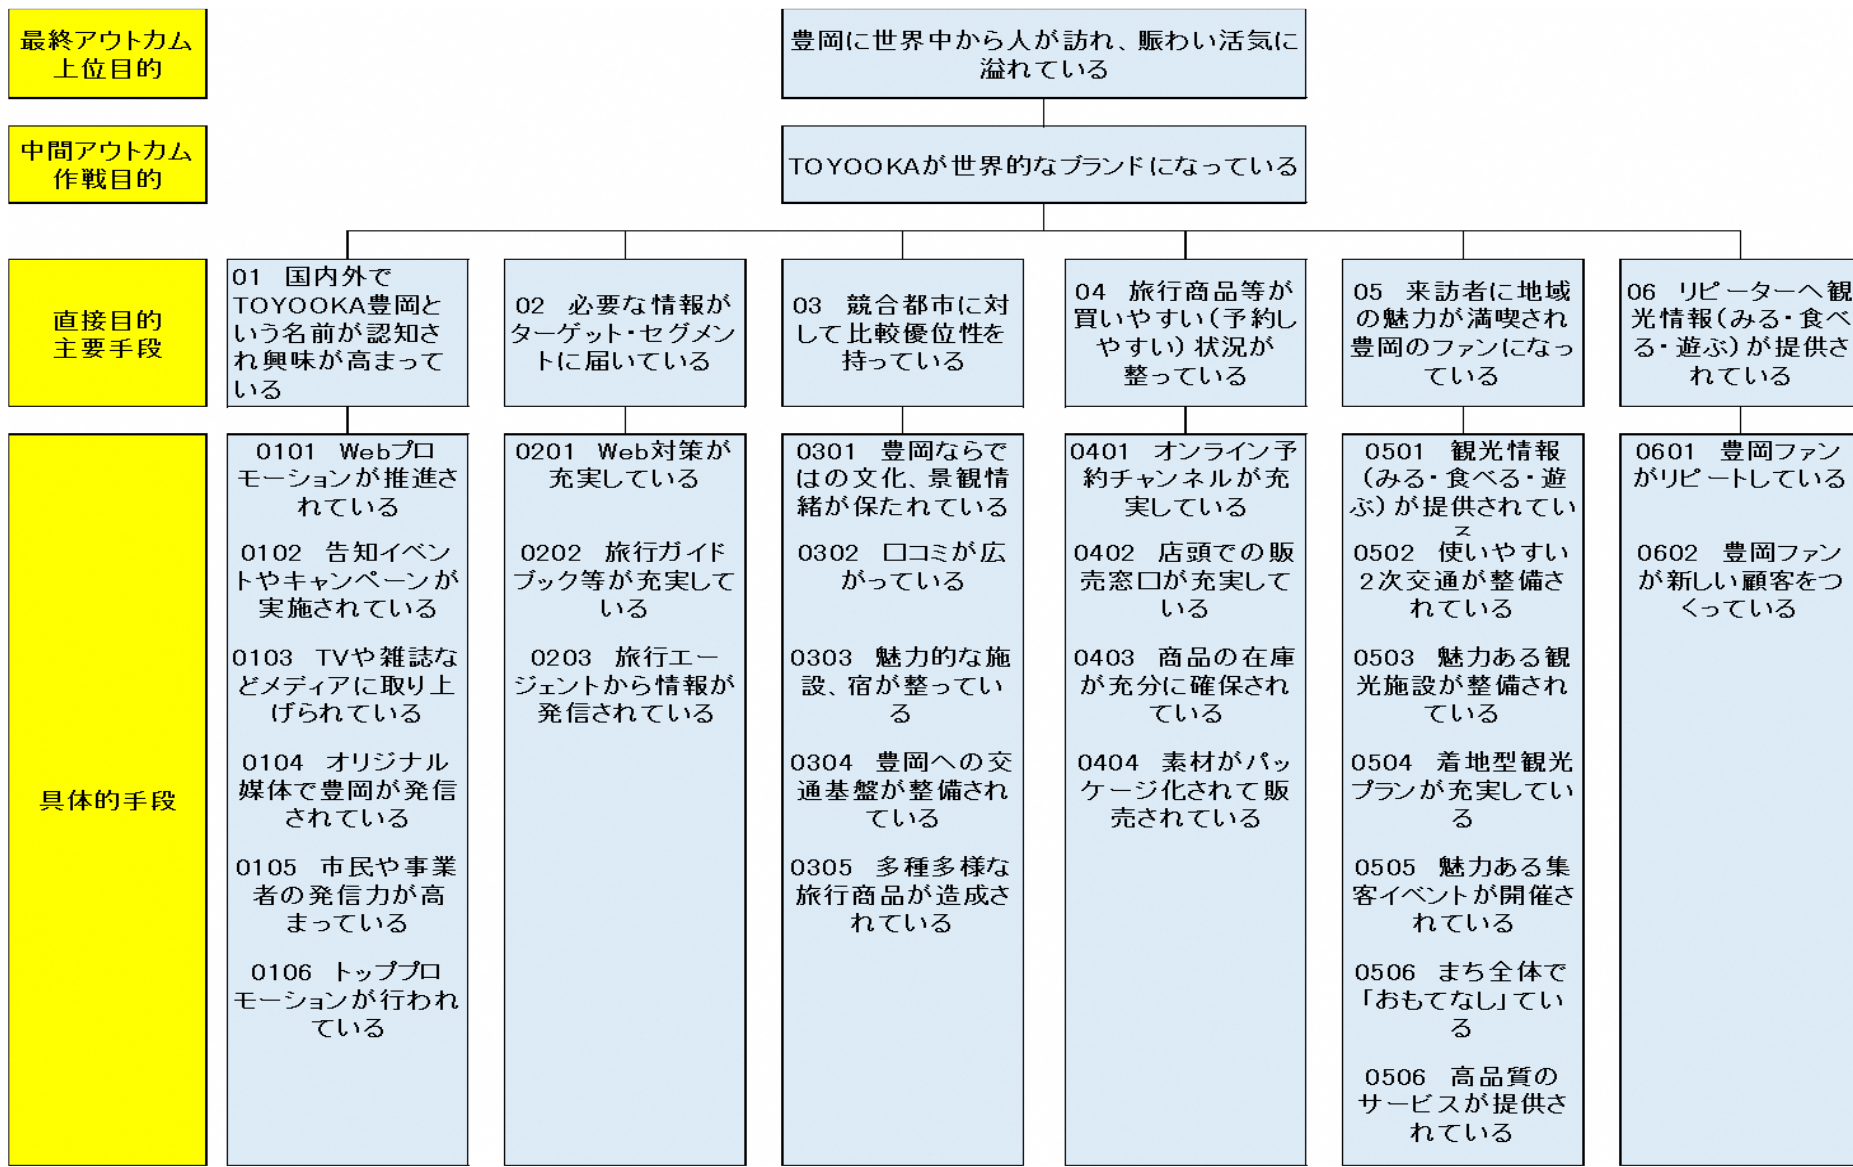 最終アウトカム
上位目的
豊岡に世界中から人が訪れ、賑わい活気に
溢れている
中間アウトカム
作戦目的
TOYOOKAが世界的なブランドになっている
直接目的
主要手段
01　国内外で
TOYOOKA豊岡と
いう名前が認知さ
れ興味が高まって
いる
02　必要な情報が
ターゲット・セグメン
トに届いている
03　競合都市に対
して比較優位性を
持っている
04　旅行商品等が
買いやすい（予約し
やすい）状況が
整っている
05　来訪者に地域
の魅力が満喫され
豊岡のファンになっ
ている
06　リピーターへ観
光情報（みる・食べ
る・遊ぶ）が提供さ
れている
具体的手段
0101　Webプロ
モーションが推進さ
れている
0102　告知イベン
トやキャンペーンが
実施されている
0103　TVや雑誌な
どメディアに取り上
げられている
0104　オリジナル
媒体で豊岡が発信
されている
0105　市民や事業
者の発信力が高
まっている
0106　トッププロ
モーションが行われ
ている
0201　Web対策が
充実している
0202　旅行ガイド
ブック等が充実して
いる
0203　旅行エー
ジェントから情報が
発信されている
0301　豊岡ならで
はの文化、景観情
緒が保たれている
0302　口コミが広
がっている
0303　魅力的な施
設、宿が整ってい
る
0304　豊岡への交
通基盤が整備され
ている
0305　多種多様な
旅行商品が造成さ
れている
0401　オンライン予
約チャンネルが充
実している
0402　店頭での販
売窓口が充実して
いる
0403　商品の在庫
が充分に確保され
ている
0404　素材がパッ
ケージ化されて販
売されている
0501　観光情報
（みる・食べる・遊
ぶ）が提供されてい
る
0502　使いやすい
2次交通が整備さ
れている
0503　魅力ある観
光施設が整備され
ている
0504　着地型観光
プランが充実してい
る
0505　魅力ある集
客イベントが開催さ
れている
0506　まち全体で
「おもてなし」てい
る
0506　高品質の
サービスが提供さ
れている
0601　豊岡ファン
がリピートしている
0602　豊岡ファン
が新しい顧客をつ
くっている